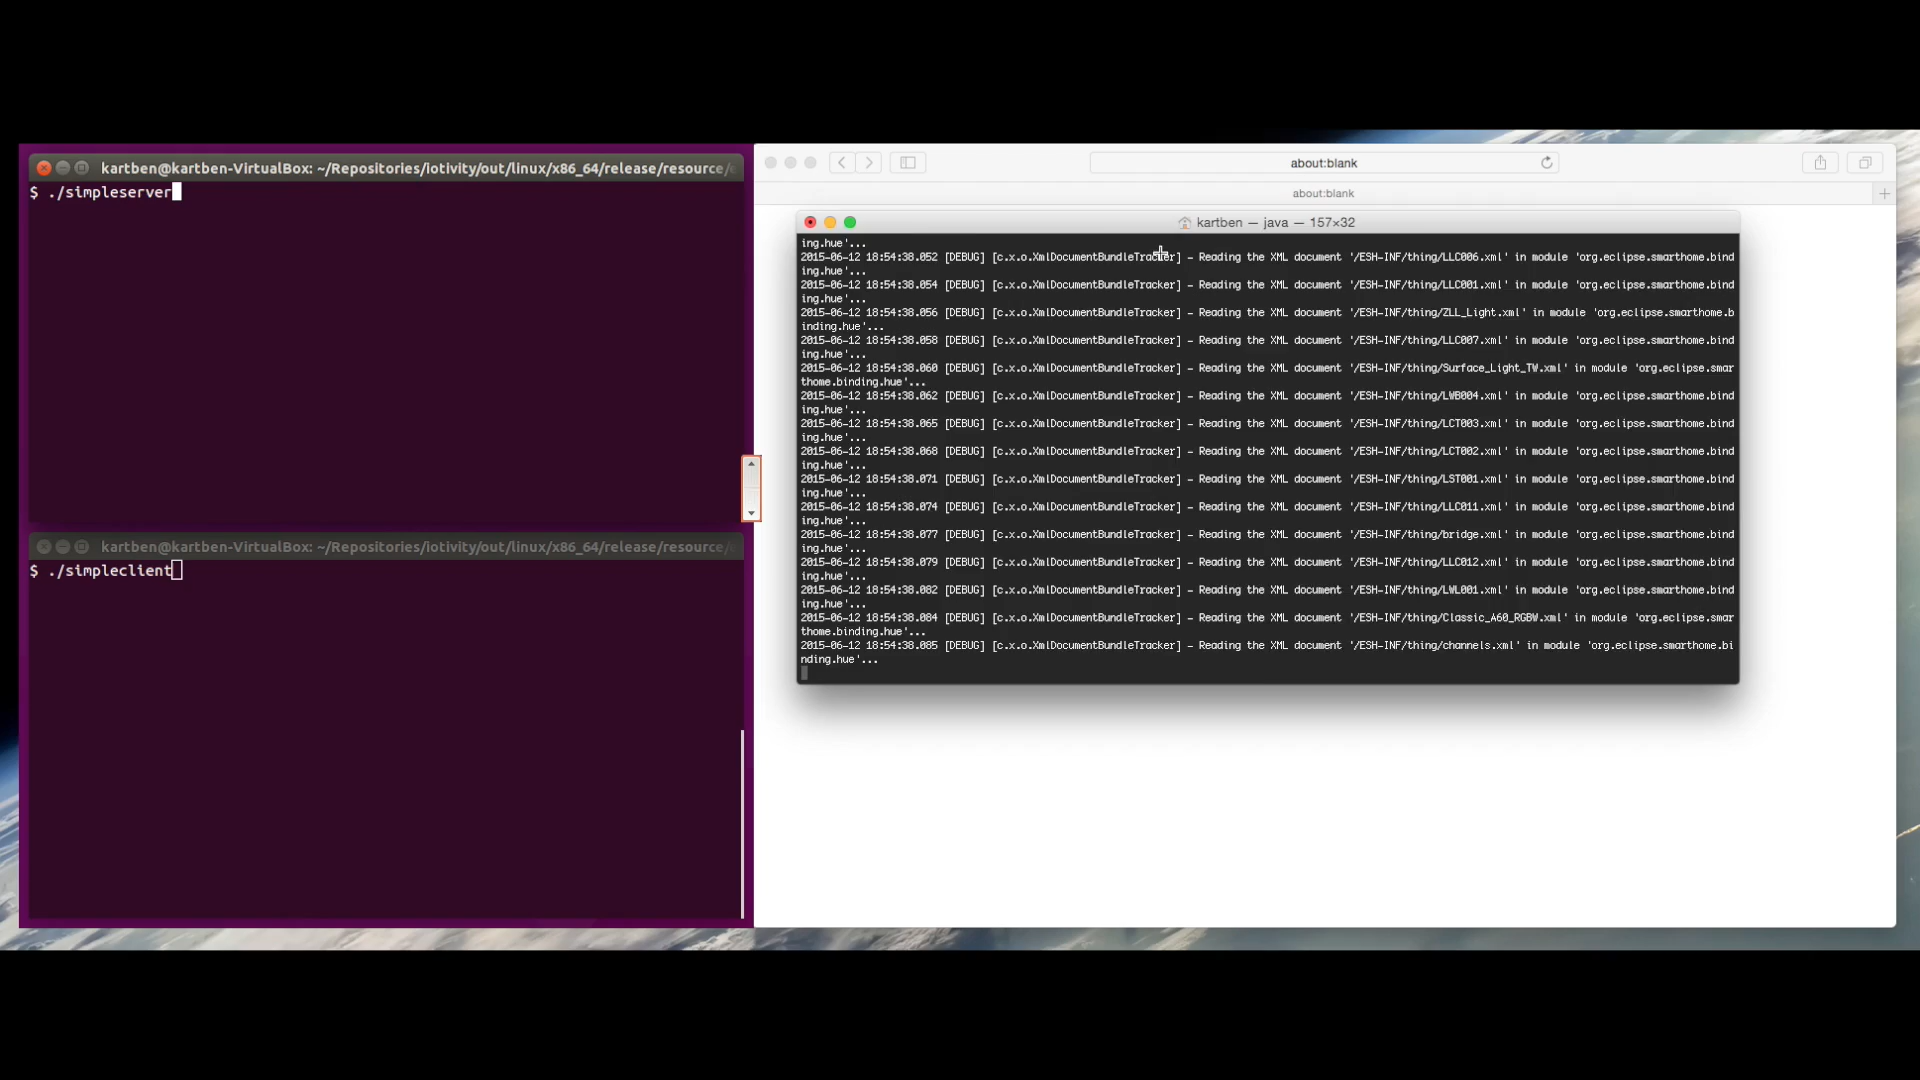 kartben@kartben-VirtualBox: ~/Repositories/iotivity/out/linux/x86_64/release/resource/
$ ./simpleserver
kartben@kartben-VirtualBox: ~/Repositories/iotivity/out/linux/x86_64/release/resource/
$ ./simpleclient
about:blank
about:blank
kartben — java — 157×32
ing.hue'...
2015-06-12 18:54:38.052 [DEBUG] [c.x.o.XmlDocumentBundleTracker] - Reading the XML document '/ESH-INF/thing/LLC006.xml' in module 'org.eclipse.smarthome.bind
ing.hue'...
2015-06-12 18:54:38.054 [DEBUG] [c.x.o.XmlDocumentBundleTracker] - Reading the XML document '/ESH-INF/thing/LLC001.xml' in module 'org.eclipse.smarthome.bind
ing.hue'...
2015-06-12 18:54:38.056 [DEBUG] [c.x.o.XmlDocumentBundleTracker] - Reading the XML document '/ESH-INF/thing/ZLL_Light.xml' in module 'org.eclipse.smarthome.b
inding.hue'...
2015-06-12 18:54:38.058 [DEBUG] [c.x.o.XmlDocumentBundleTracker] - Reading the XML document '/ESH-INF/thing/LLC007.xml' in module 'org.eclipse.smarthome.bind
ing.hue'...
2015-06-12 18:54:38.060 [DEBUG] [c.x.o.XmlDocumentBundleTracker] - Reading the XML document '/ESH-INF/thing/Surface_Light_TW.xml' in module 'org.eclipse.smar
thome.binding.hue'...
2015-06-12 18:54:38.062 [DEBUG] [c.x.o.XmlDocumentBundleTracker] - Reading the XML document '/ESH-INF/thing/LWB004.xml' in module 'org.eclipse.smarthome.bind
ing.hue'...
2015-06-12 18:54:38.065 [DEBUG] [c.x.o.XmlDocumentBundleTracker] - Reading the XML document '/ESH-INF/thing/LCT003.xml' in module 'org.eclipse.smarthome.bind
ing.hue'...
2015-06-12 18:54:38.068 [DEBUG] [c.x.o.XmlDocumentBundleTracker] - Reading the XML document '/ESH-INF/thing/LCT002.xml' in module 'org.eclipse.smarthome.bind
ing.hue'...
2015-06-12 18:54:38.071 [DEBUG] [c.x.o.XmlDocumentBundleTracker] - Reading the XML document '/ESH-INF/thing/LST001.xml' in module 'org.eclipse.smarthome.bind
ing.hue'...
2015-06-12 18:54:38.074 [DEBUG] [c.x.o.XmlDocumentBundleTracker] - Reading the XML document '/ESH-INF/thing/LLC011.xml' in module 'org.eclipse.smarthome.bind
ing.hue'...
2015-06-12 18:54:38.077 [DEBUG] [c.x.o.XmlDocumentBundleTracker] - Reading the XML document '/ESH-INF/thing/bridge.xml' in module 'org.eclipse.smarthome.bind
ing.hue'...
2015-06-12 18:54:38.079 [DEBUG] [c.x.o.XmlDocumentBundleTracker] - Reading the XML document '/ESH-INF/thing/LLC012.xml' in module 'org.eclipse.smarthome.bind
ing.hue'...
2015-06-12 18:54:38.082 [DEBUG] [c.x.o.XmlDocumentBundleTracker] - Reading the XML document '/ESH-INF/thing/LWL001.xml' in module 'org.eclipse.smarthome.bind
ing.hue'...
2015-06-12 18:54:38.084 [DEBUG] [c.x.o.XmlDocumentBundleTracker] - Reading the XML document '/ESH-INF/thing/Classic_A60_RGBW.xml' in module 'org.eclipse.smar
thome.binding.hue'...
2015-06-12 18:54:38.085 [DEBUG] [c.x.o.XmlDocumentBundleTracker] - Reading the XML document '/ESH-INF/thing/channels.xml' in module 'org.eclipse.smarthome.bi
nding.hue'...